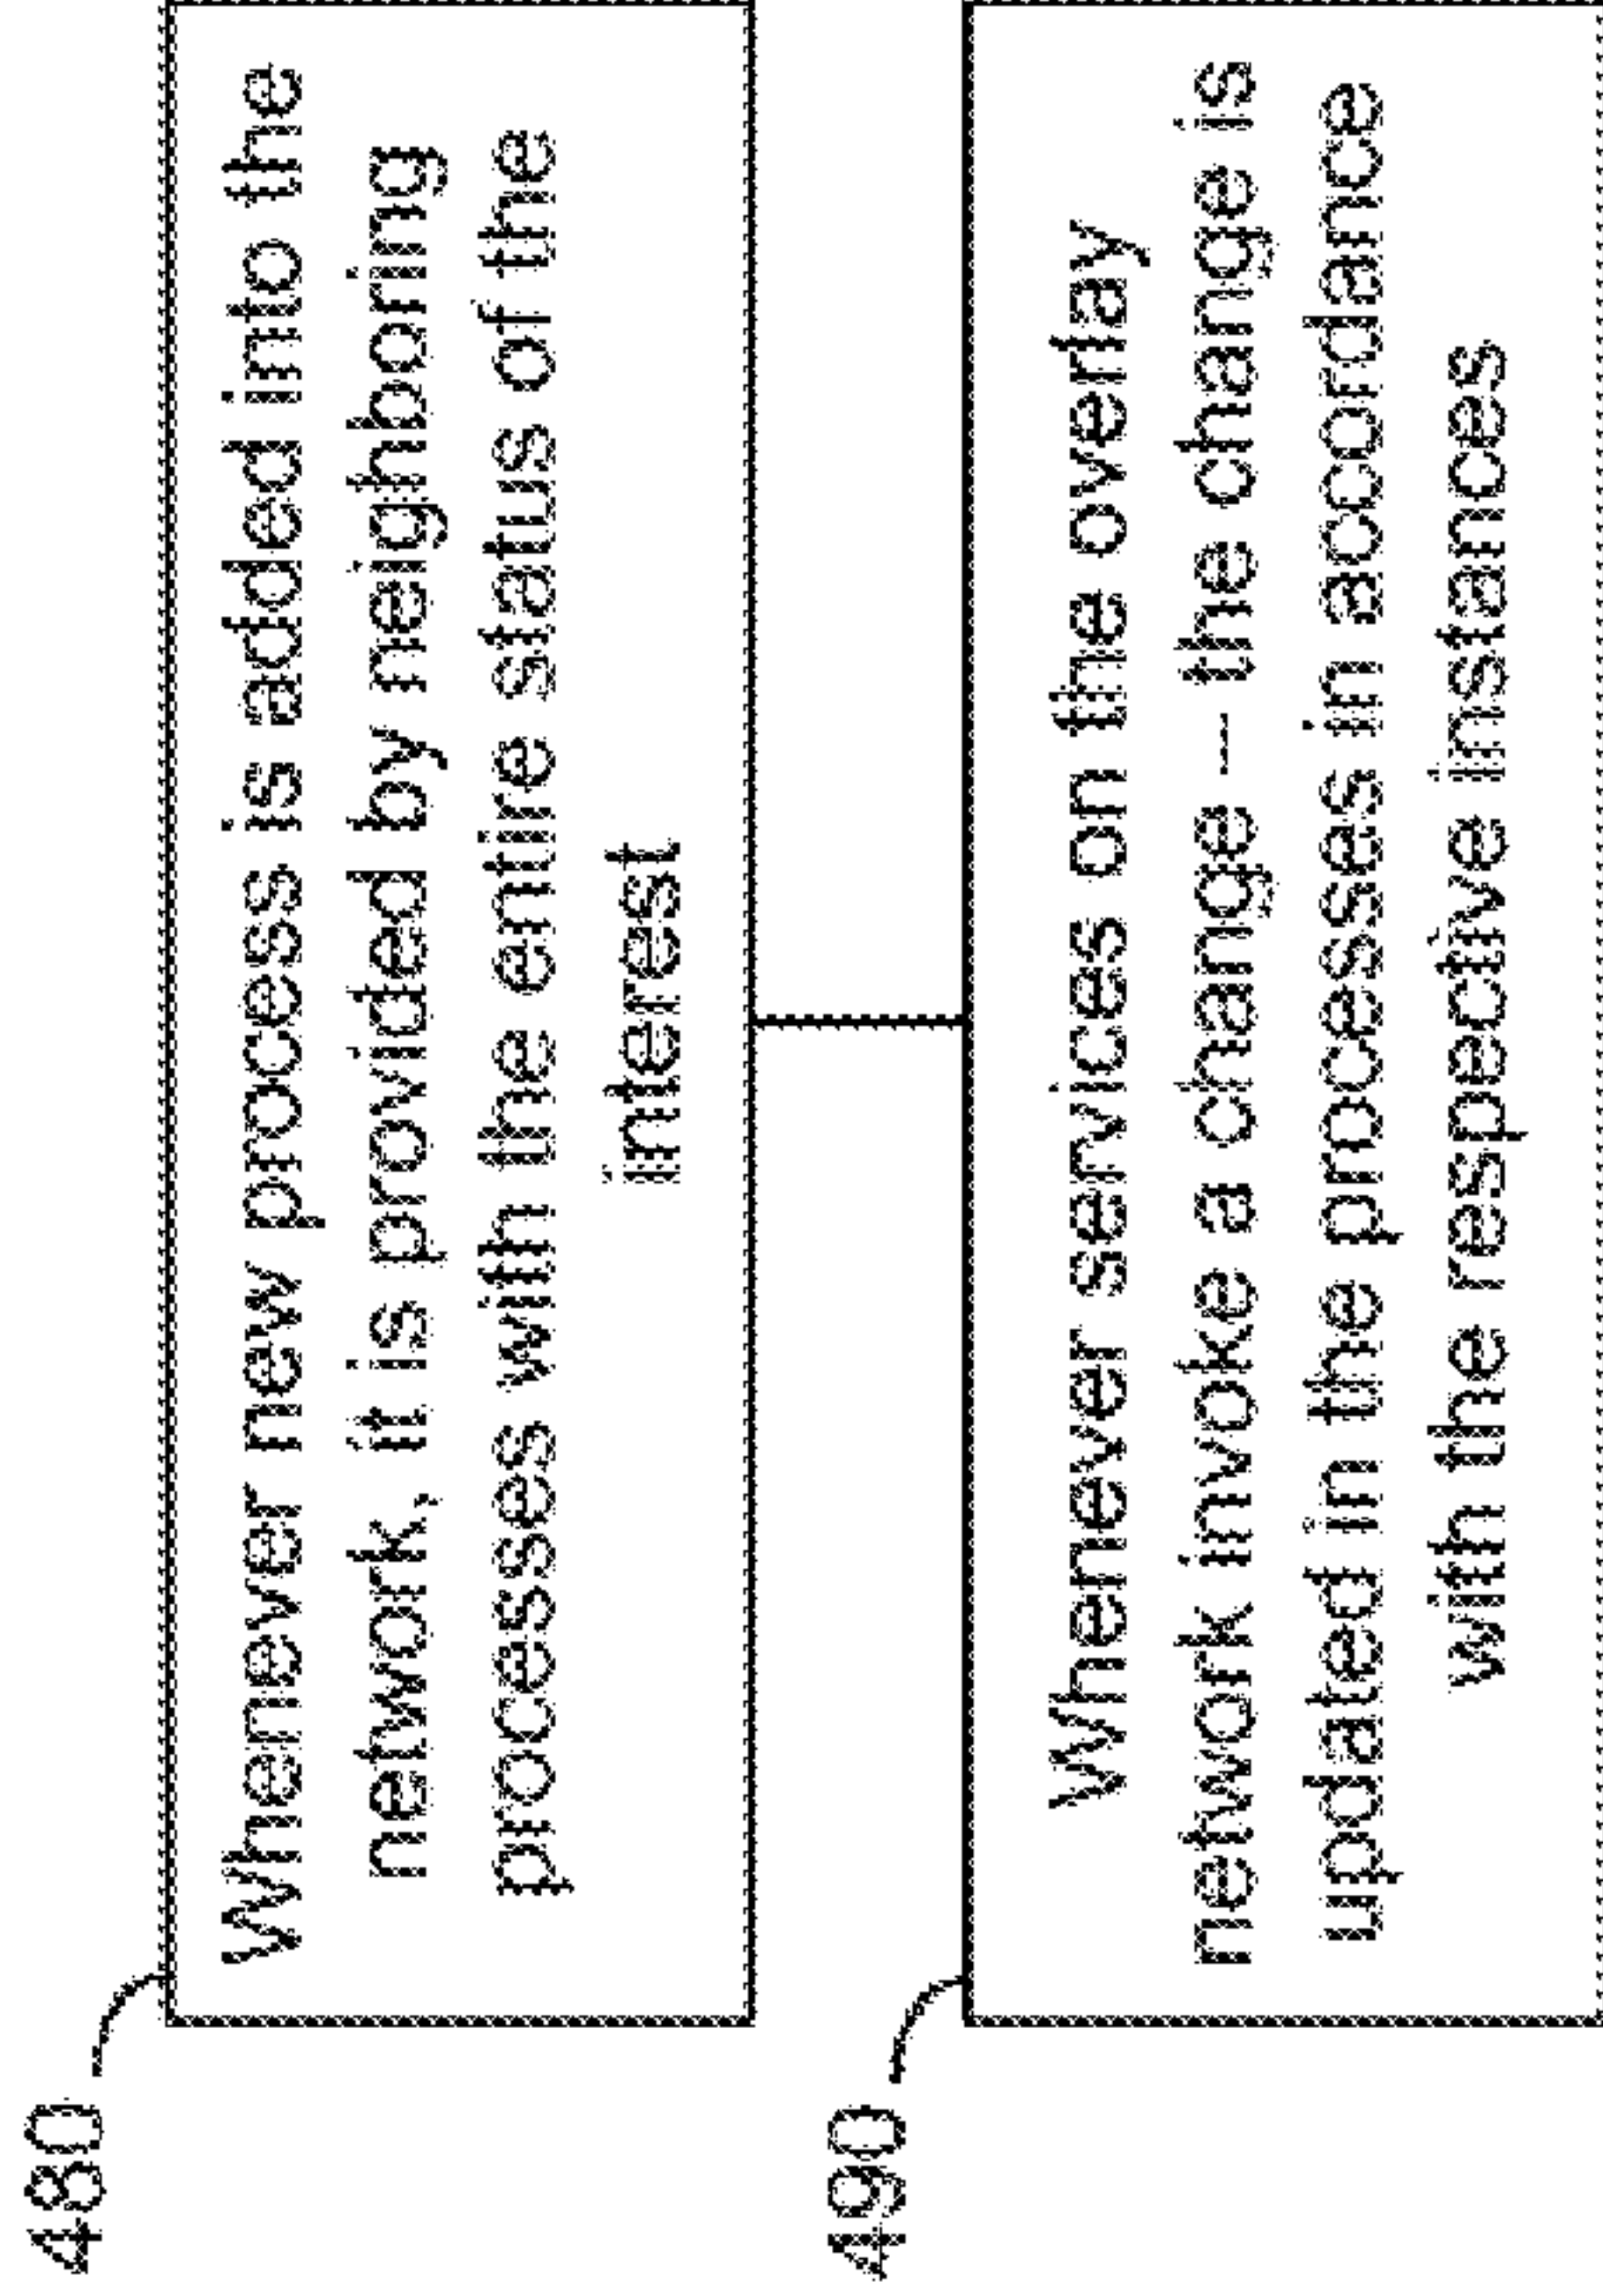 480
Whenever new process is added into the
network, it is provided by neighboring
processes with the entire status of the
interest
490
Whenever services on the overlay
network invoke a change – the change is
updated in the processes in accordance
with the respective instances